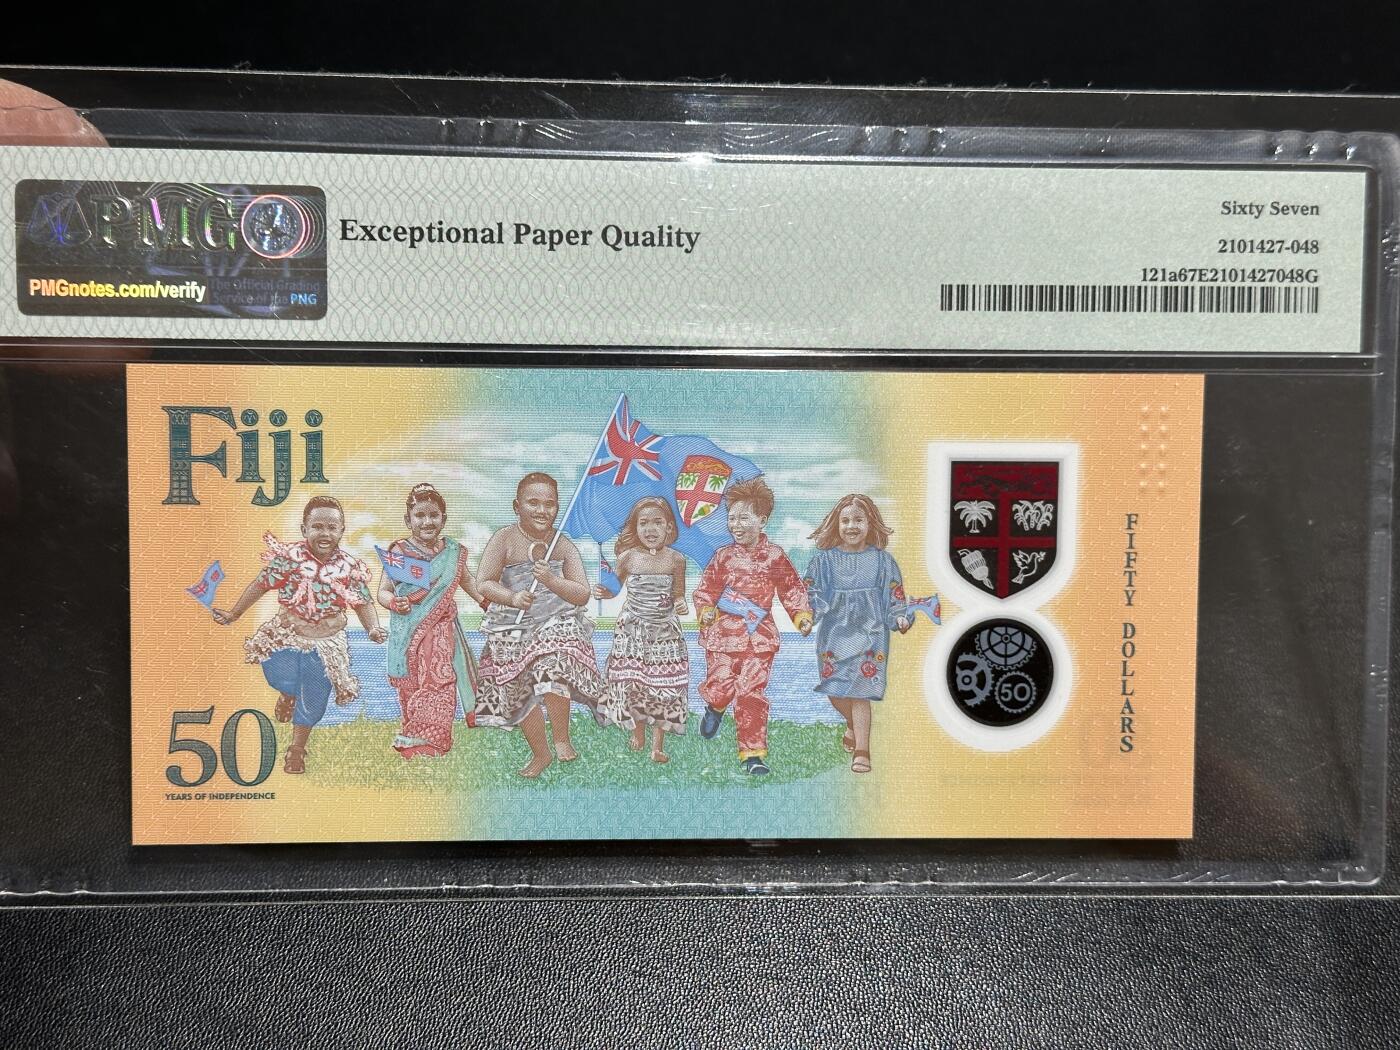 PMG
PMGnotes.com/verify
The Official Grading
Service of the PNG
Exceptional Paper Quality
Sixty Seven
2101427-048
121a67E2101427048G
Fiji
50
YEARS OF INDEPENDENCE
50
FIFTY DOLLARS